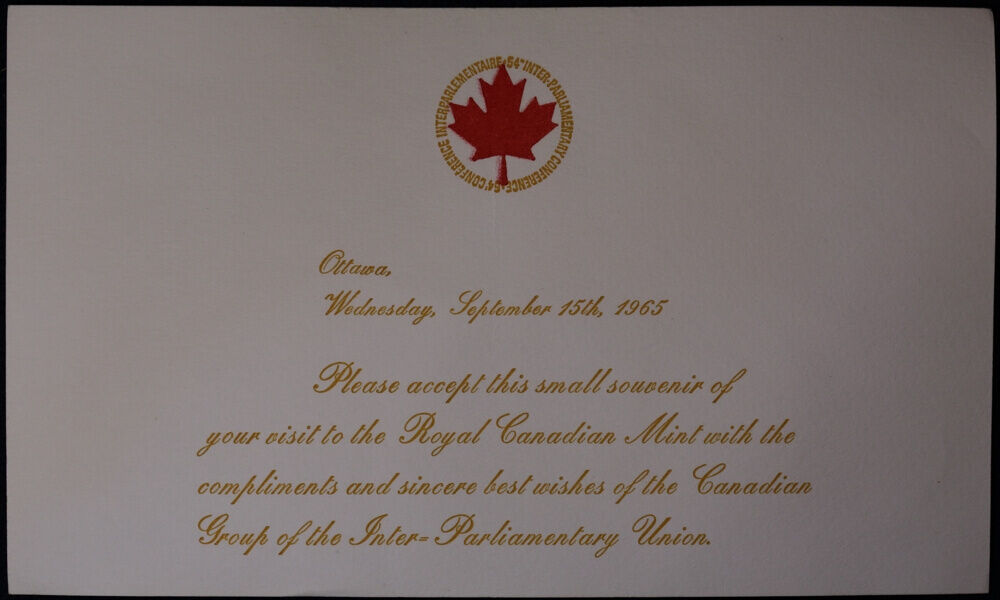 54e CONFÉRENCE INTERPARLEMENTAIRE · 54TH INTER-PARLIAMENTARY CONFERENCE ·
Ottawa,
Wednesday, September 15th, 1965
Please accept this small souvenir of
your visit to the Royal Canadian Mint with the
compliments and sincere best wishes of the Canadian
Group of the Inter=Parliamentary Union.